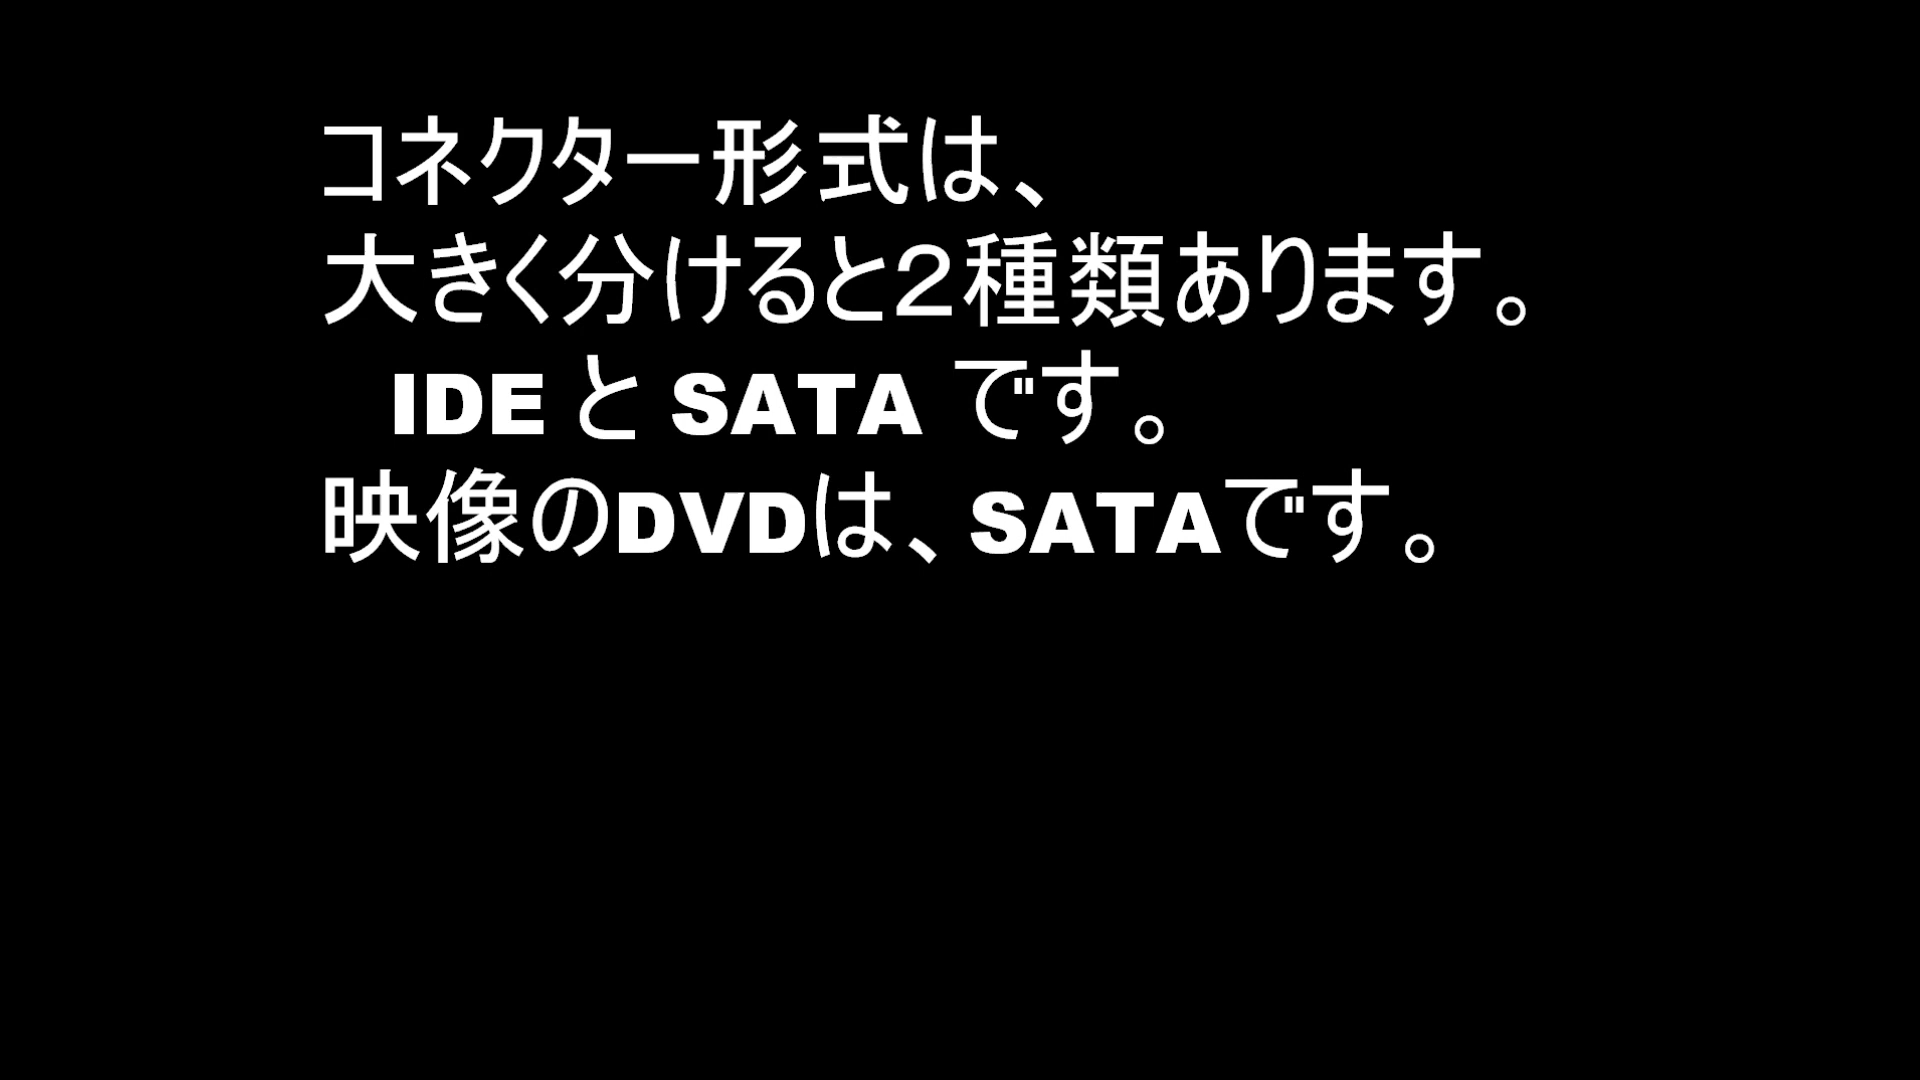 コネクター形式は、
大きく分けると２種類あります。
IDE と SATA です。
映像のDVDは、SATAです。